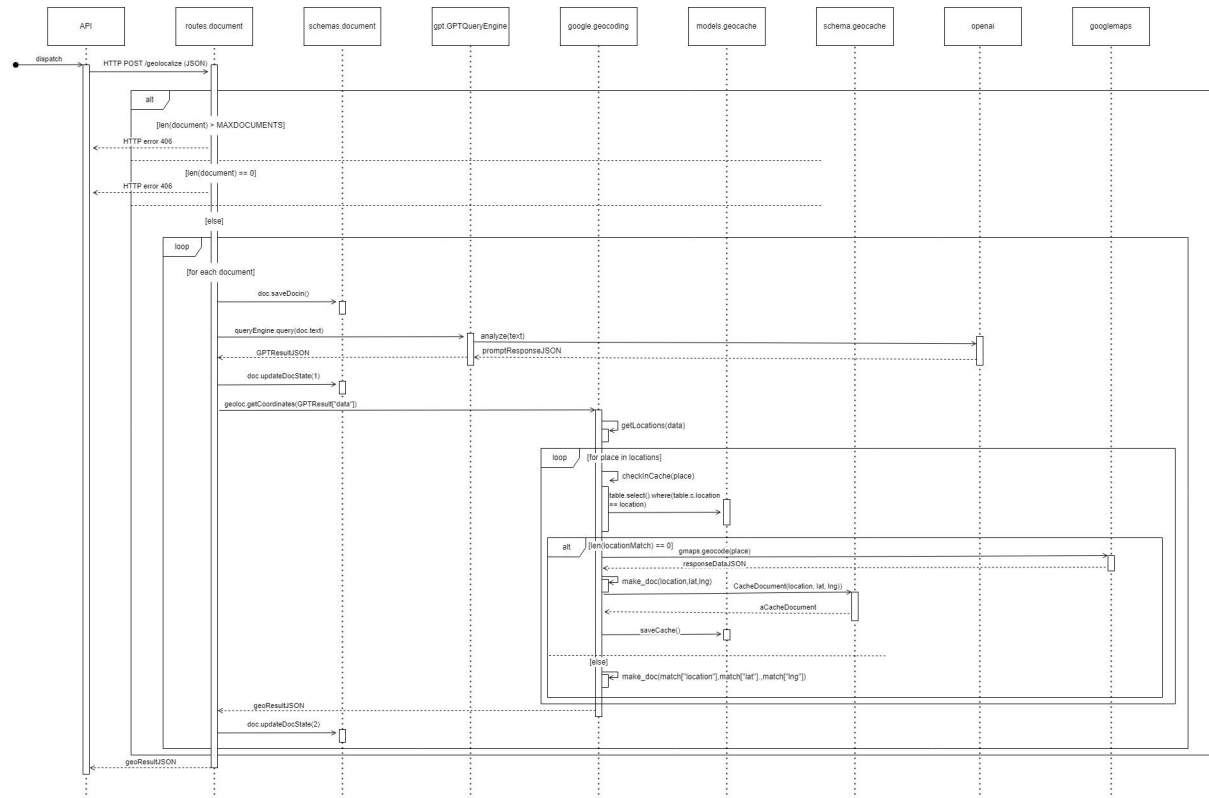 API
routes.document
schemas.document
gpt.GPTQueryEngine
google.geocoding
models.geocache
schema.geocache
openai
googlemaps
dispatch
HTTP POST /geolocalize (JSON)
alt
[len(document) > MAXDOCUMENTS]
HTTP error 406
[len(document) == 0]
HTTP error 406
[else]
loop
[for each document]
doc.saveDocin()
queryEngine.query(doc.text)
analyze(text)
GPTResultJSON
promptResponseJSON
doc.updateDocState(1)
geoloc.getCoordinates(GPTResult["data"])
getLocations(data)
loop
[for place in locations]
checkInCache(place)
table.select().where(table.c.location
== location)
alt
[len(locationMatch) == 0]
gmaps.geocode(place)
responseDataJSON
make_doc(location,lat,lng)
CacheDocument(location, lat, lng))
aCacheDocument
saveCache()
[else]
make_doc(match["location"],match["lat"],,match["lng"])
geoResultJSON
doc.updateDocState(2)
geoResultJSON